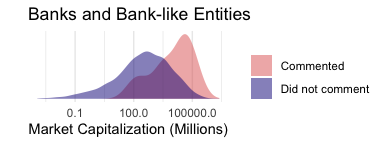 Banks and Bank-like Entities
Commented
Did not comment
0.1 100.0 100000.0
Market Capitalization (Millions)